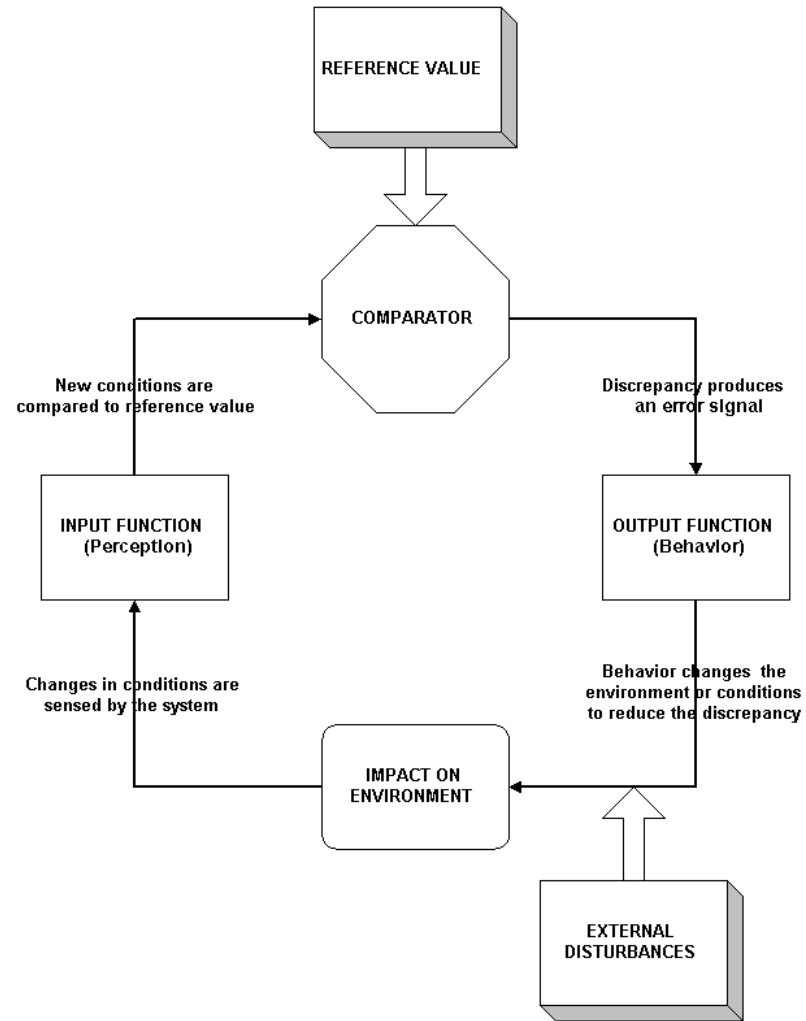 REFERENCE VALUE
COMPARATOR
New conditions are
compared to reference value
Discrepancy produces
an error signal
INPUT FUNCTION
(Perception)
OUTPUT FUNCTION
(Behavior)
Changes in conditions are
sensed by the system
Behavior changes the
environment or conditions
to reduce the discrepancy
IMPACT ON
ENVIRONMENT
EXTERNAL
DISTURBANCES